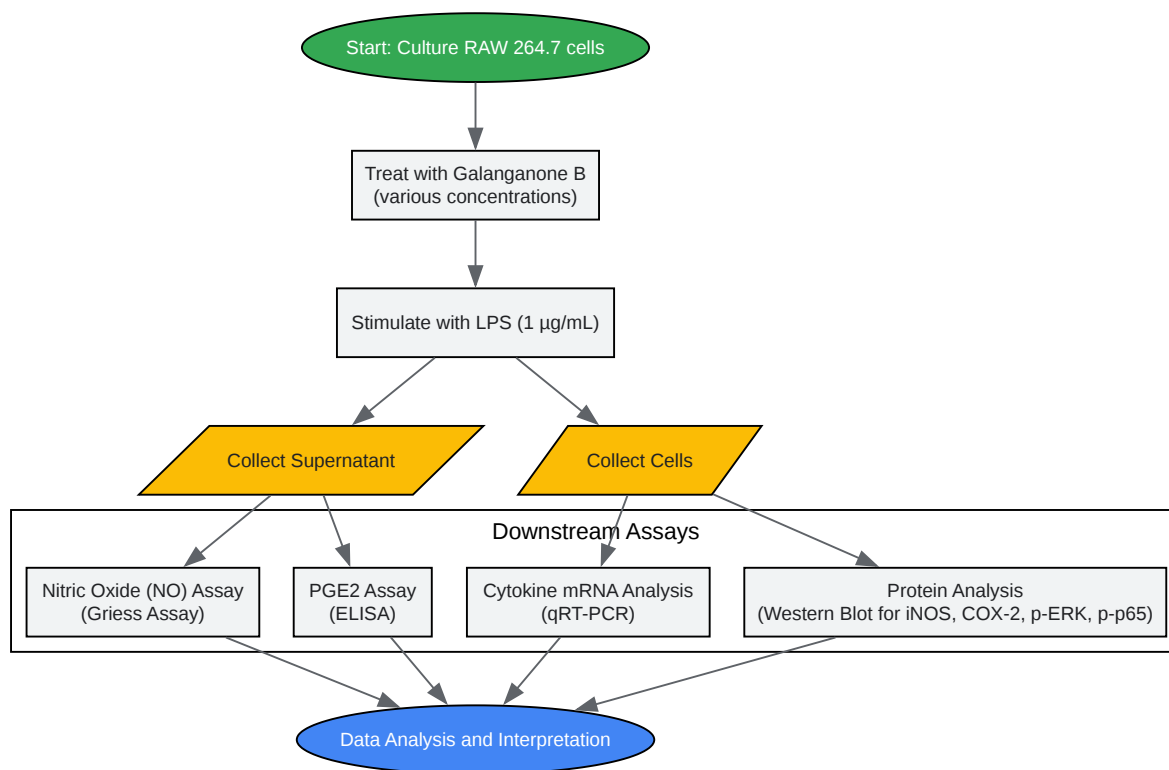 Start: Culture RAW 264.7 cells
Treat with Galanganone B
(various concentrations)
Stimulate with LPS (1 µg/mL)
Collect Supernatant
Collect Cells
Downstream Assays
Nitric Oxide (NO) Assay
(Griess Assay)
PGE2 Assay
(ELISA)
Cytokine mRNA Analysis
(qRT-PCR)
Protein Analysis
(Western Blot for iNOS, COX-2, p-ERK, p-p65)
Data Analysis and Interpretation